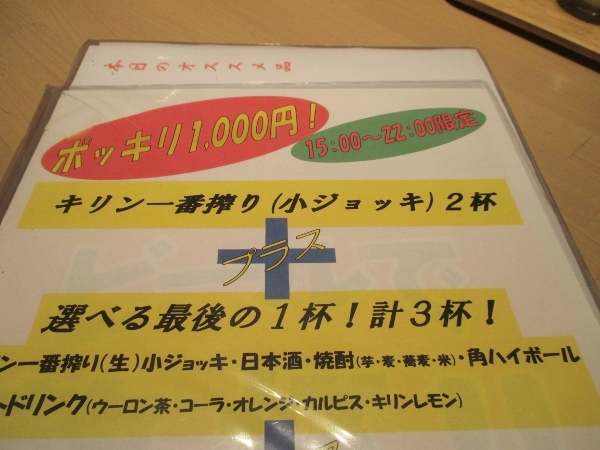 本日のオススメ品
ポッキリ1,000円！
15:00〜22:00限定
キリン一番搾り(小ジョッキ)２杯
プラス
選べる最後の１杯！計３杯！
ン一番搾り(生)小ジョッキ・日本酒・焼酎(芋・麦・蕎麦・米)・角ハイボール
トドリンク(ウーロン茶・コーラ・オレンジ・カルピス・キリンレモン)